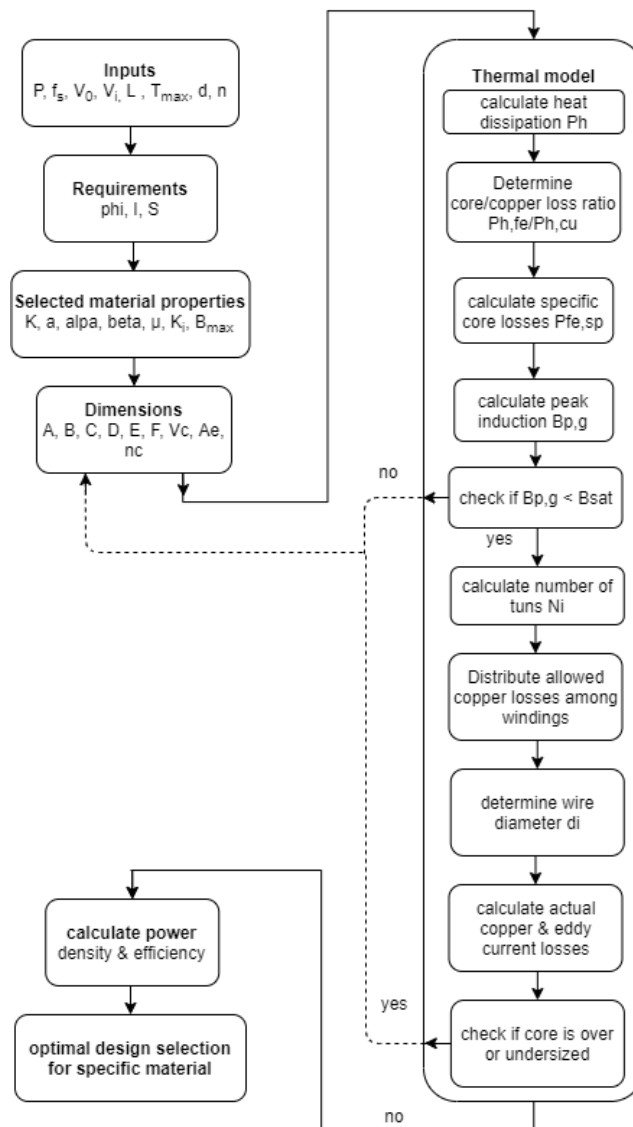 Inputs
P, fs, V0, Vi, L , Tmax, d, n
Requirements
phi, I, S
Selected material properties
K, a, alpa, beta, μ, Ki, Bmax
Dimensions
A, B, C, D, E, F, Vc, Ae,
nc
Thermal model
calculate heat
dissipation Ph
Determine
core/copper loss ratio
Ph,fe/Ph,cu
calculate specific
core losses Pfe,sp
calculate peak
induction Bp,g
no
check if Bp,g < Bsat
yes
calculate number of
tuns Ni
Distribute allowed
copper losses among
windings
determine wire
diameter di
calculate actual
copper & eddy
current losses
yes
check if core is over
or undersized
no
calculate power
density & efficiency
optimal design selection
for specific material